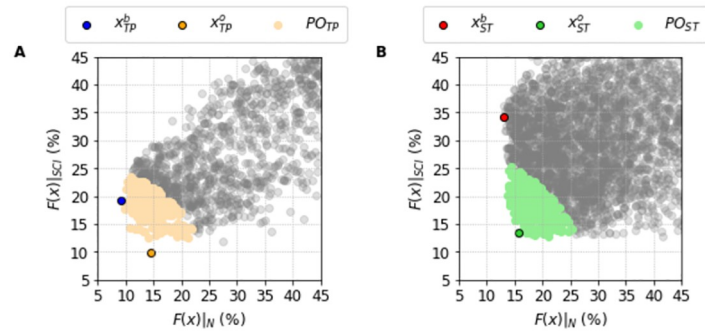 x^b_TP x^o_TP PO_TP
x^b_ST x^o_ST PO_ST
A
B
F(x)|_SCI (%)
45
40
35
30
25
20
15
10
5
5 10 15 20 25 30 35 40 45
F(x)|_N (%)
F(x)|_SCI (%)
45
40
35
30
25
20
15
10
5
5 10 15 20 25 30 35 40 45
F(x)|_N (%)